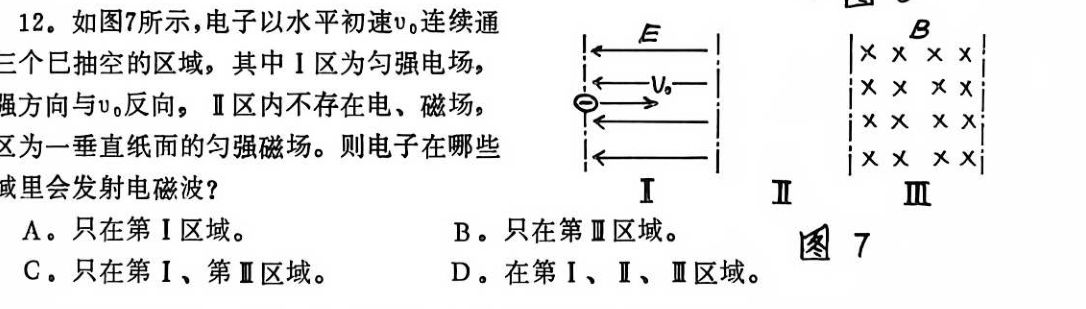 12。如图7所示,电子以水平初速υ₀连续通
三个已抽空的区域，其中Ⅰ区为匀强电场，
强方向与υ₀反向，Ⅱ区内不存在电、磁场，
区为一垂直纸面的匀强磁场。则电子在哪些
域里会发射电磁波?
A。只在第Ⅰ区域。 B。只在第Ⅲ区域。
C。只在第Ⅰ、第Ⅲ区域。 D。在第Ⅰ、Ⅱ、Ⅲ区域。
E
V₀
Ⅰ
Ⅱ
B
× × × ×
× × × ×
× × × ×
× × × ×
Ⅲ
图 7